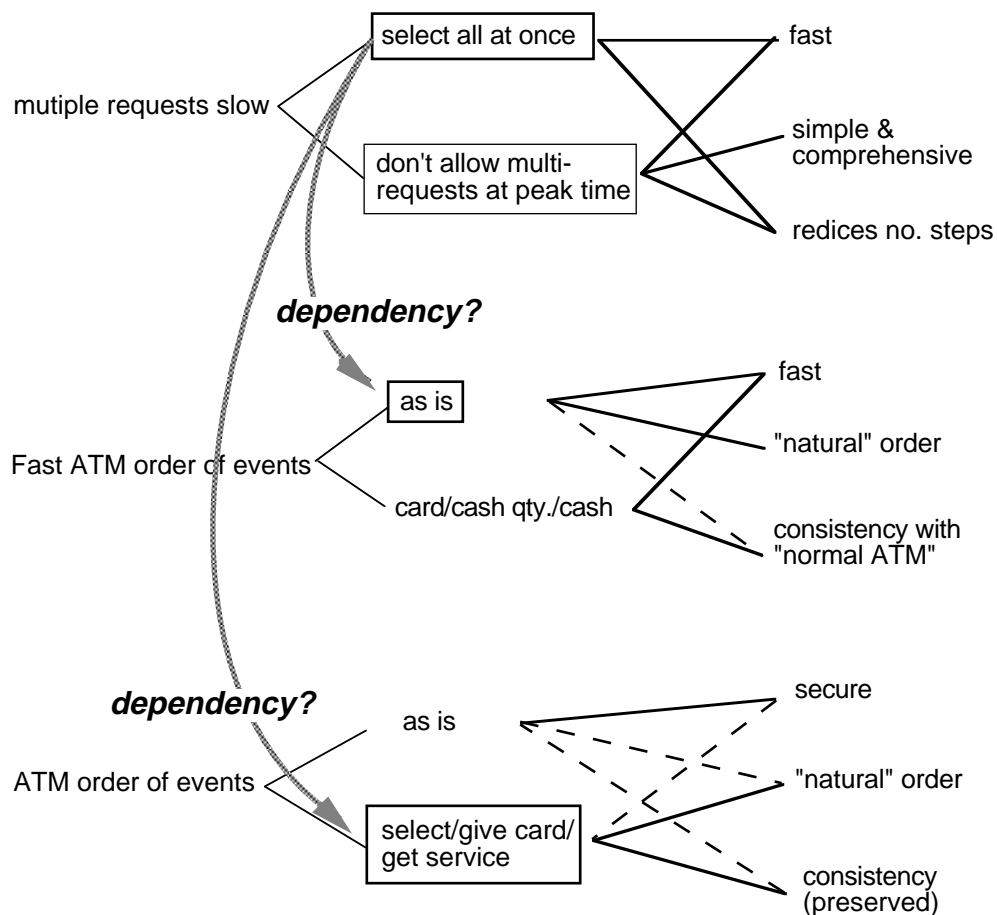 select all at once
fast
mutiple requests slow
simple &
comprehensive
don't allow multi-
requests at peak time
redices no. steps
dependency?
fast
as is
"natural" order
Fast ATM order of events
card/cash qty./cash
consistency with
"normal ATM"
dependency?
secure
as is
ATM order of events
"natural" order
select/give card/
get service
consistency
(preserved)